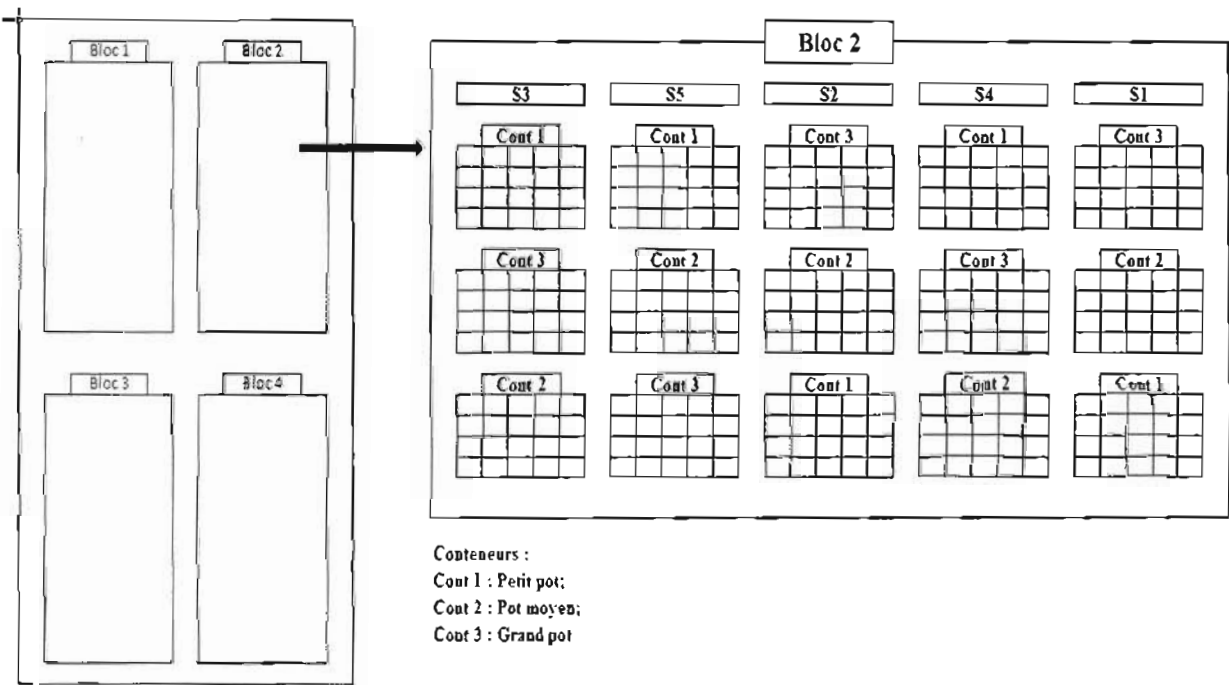 Bloc 1
Bloc 2
Bloc 3
Bloc 4
Bloc 2
S3 S5 S2 S4 S1
Cont 1 Cont 1 Cont 3 Cont 1 Cont 3
Cont 3 Cont 2 Cont 2 Cont 3 Cont 2
Cont 2 Cont 3 Cont 1 Cont 2 Cont 1
Conteneurs :
Cont 1 : Petit pot;
Cont 2 : Pot moyen;
Cont 3 : Grand pot